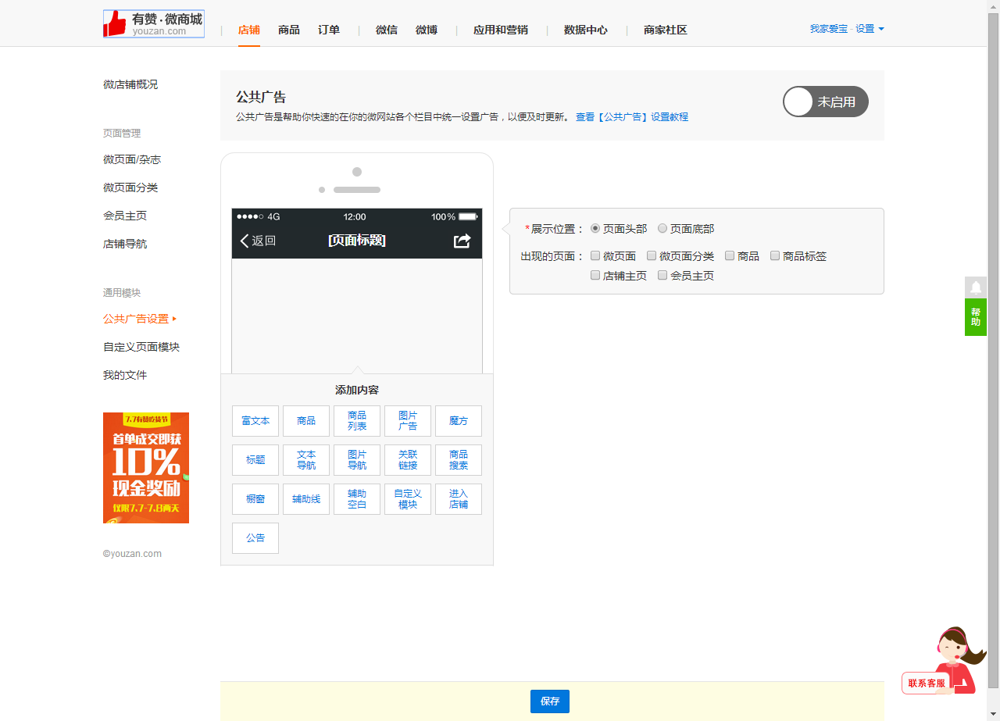 有赞·微商城
youzan.com
店铺 商品 订单 微信 微博 应用和营销 数据中心 商家社区
我家爱宝 - 设置
微店铺概况
页面管理
微页面/杂志
微页面分类
会员主页
店铺导航
通用模块
公共广告设置
自定义页面模块
我的文件
7.7有赞吃货节
首单成交即获
10%
现金奖励
仅限7.7-7.8两天
©youzan.com
公共广告
公共广告是帮助你快速的在你的微网站各个栏目中统一设置广告，以便及时更新。 查看【公共广告】设置教程
未启用
4G 12:00 100%
返回 [页面标题]
添加内容
富文本 商品 商品列表 图片广告 魔方
标题 文本导航 图片导航 关联链接 商品搜索
橱窗 辅助线 辅助空白 自定义模块 进入店铺
公告
*展示位置： 页面头部 页面底部
出现的页面： 微页面 微页面分类 商品 商品标签
店铺主页 会员主页
帮助
联系客服
保存